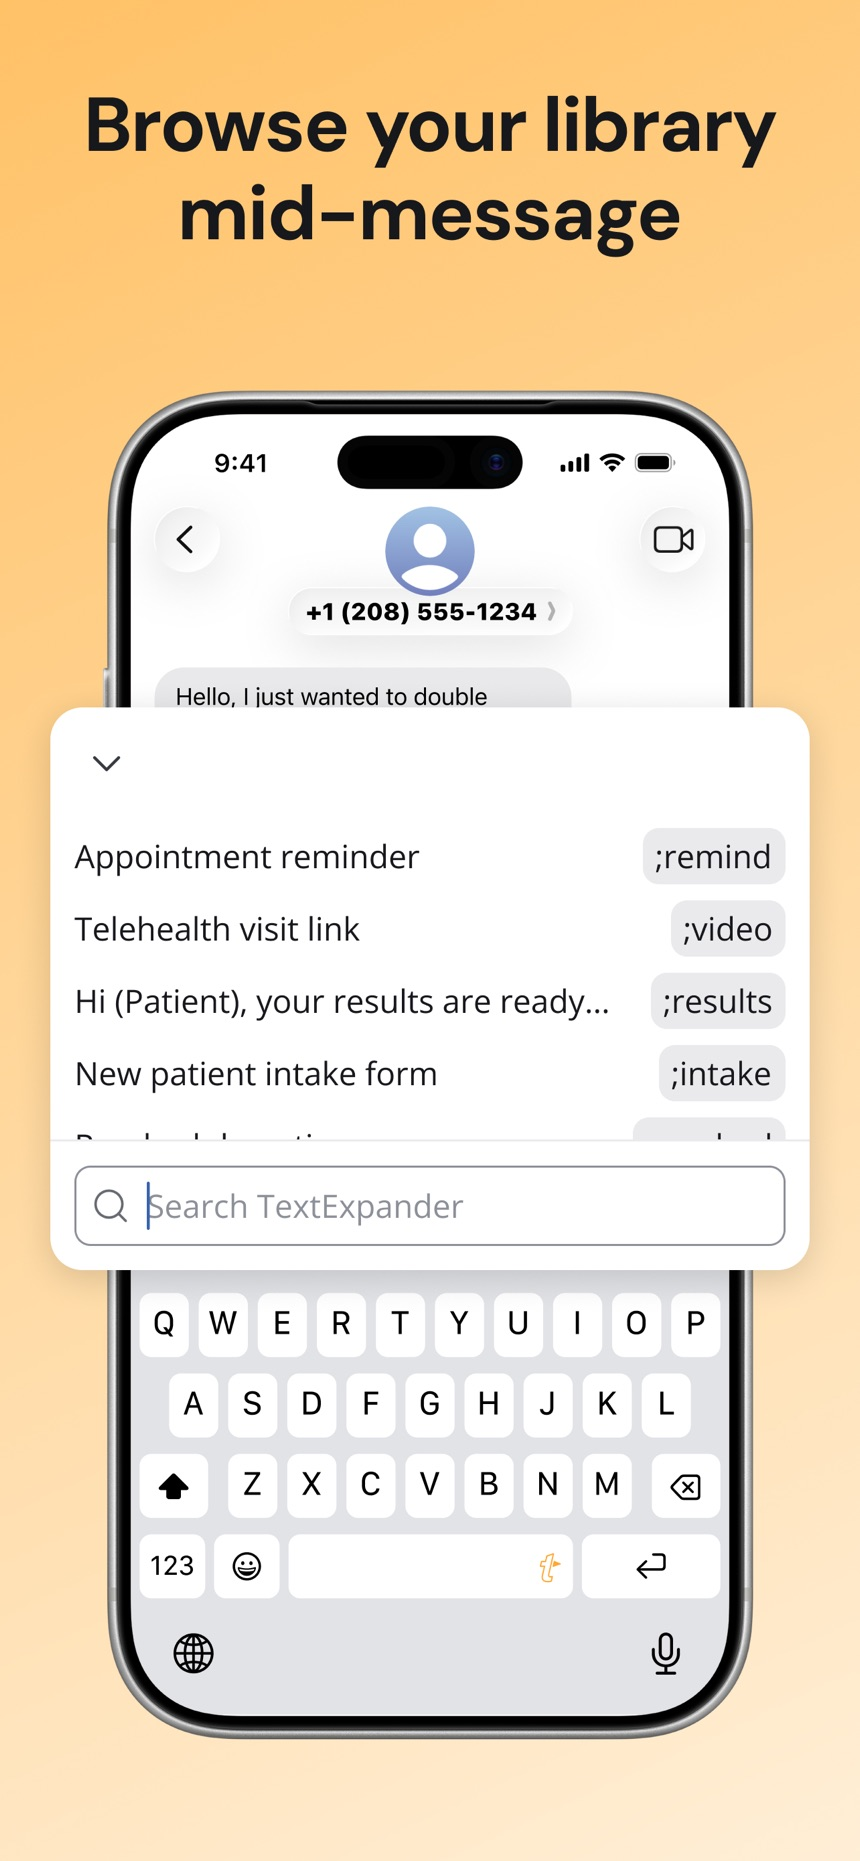 Browse your library
mid-message
9:41
+1 (208) 555-1234
Hello, I just wanted to double
Appointment reminder ;remind
Telehealth visit link ;video
Hi (Patient), your results are ready... ;results
New patient intake form ;intake
Search TextExpander
Q W E R T Y U I O P
A S D F G H J K L
Z X C V B N M
123